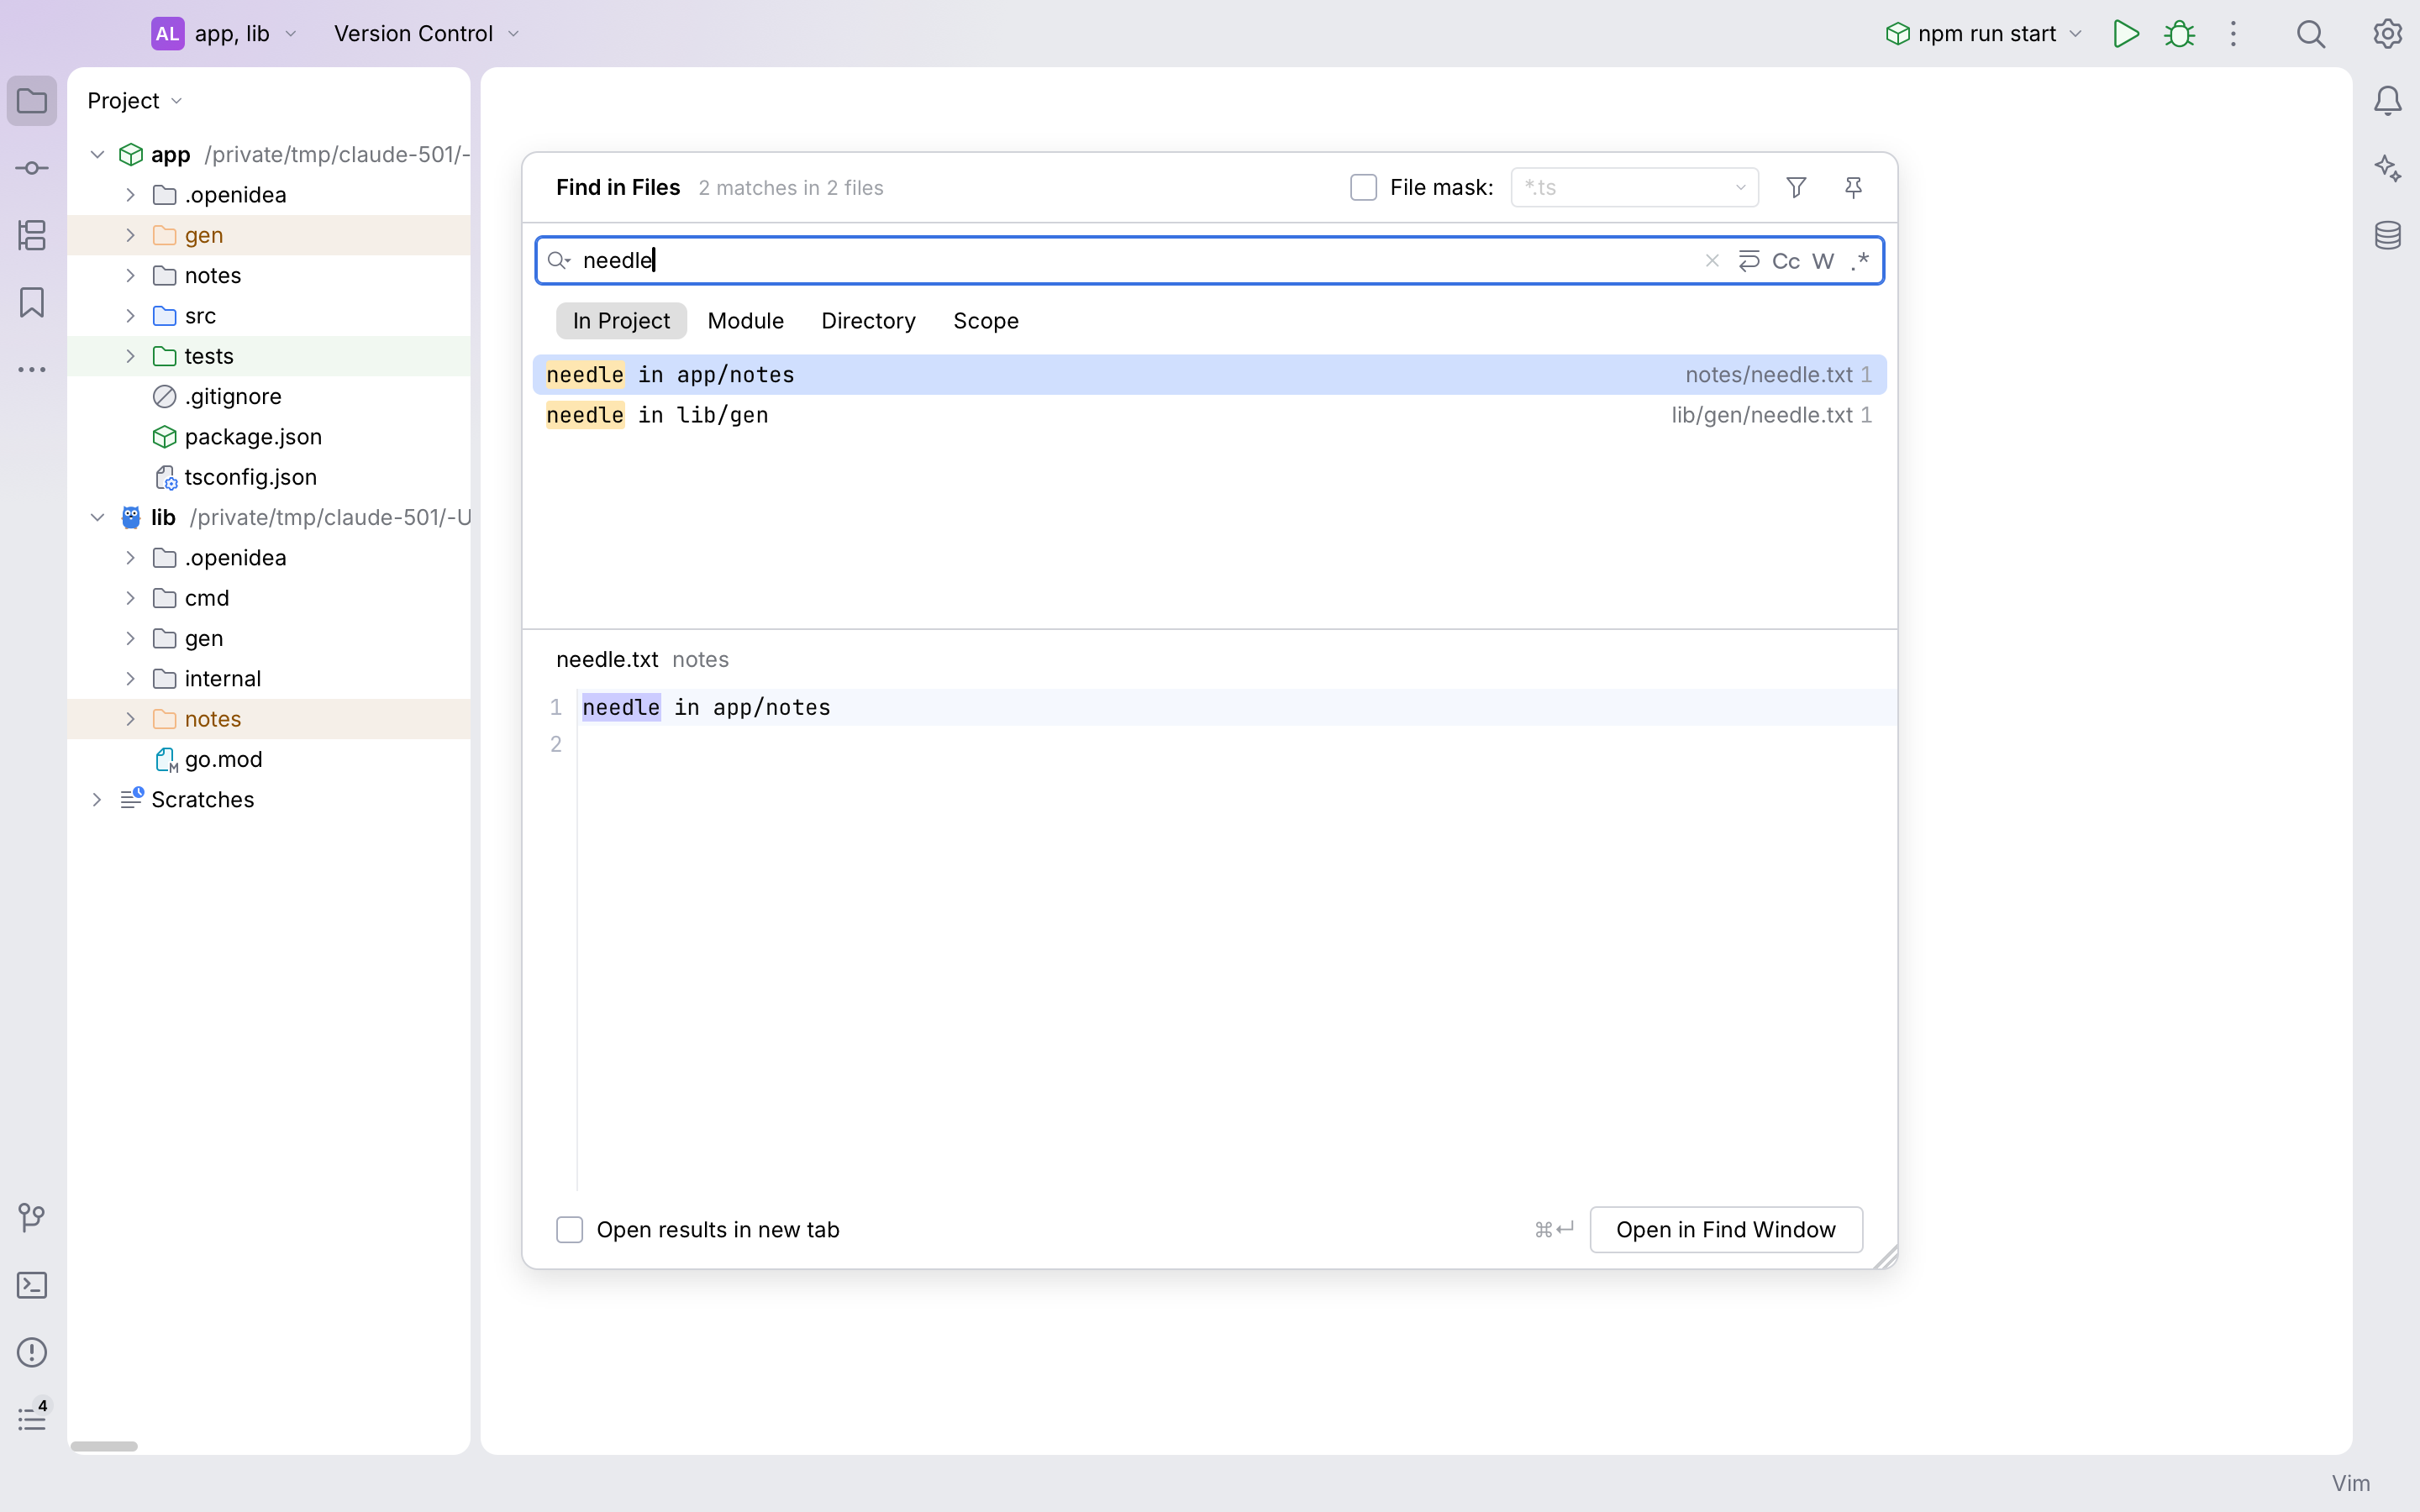 AL app, lib Version Control npm run start
Project
app /private/tmp/claude-501/-
.openidea
gen
notes
src
tests
.gitignore
package.json
tsconfig.json
lib /private/tmp/claude-501/-U
.openidea
cmd
gen
internal
notes
go.mod
Scratches
4
Find in Files 2 matches in 2 files File mask: *.ts
needle Cc W .*
In Project Module Directory Scope
needle in app/notes notes/needle.txt 1
needle in lib/gen lib/gen/needle.txt 1
needle.txt notes
1 needle in app/notes
2
Open results in new tab ⌘↵ Open in Find Window
Vim